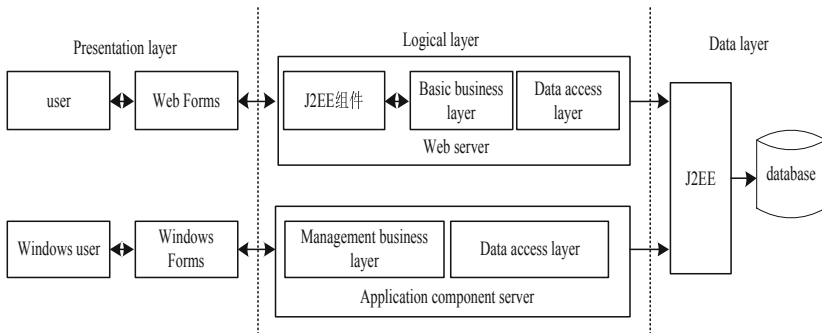 Presentation layer
Logical layer
Data layer
user
Web Forms
J2EE组件
Basic business
layer
Data access
layer
Web server
J2EE
database
Windows user
Windows
Forms
Management business
layer
Data access layer
Application component server